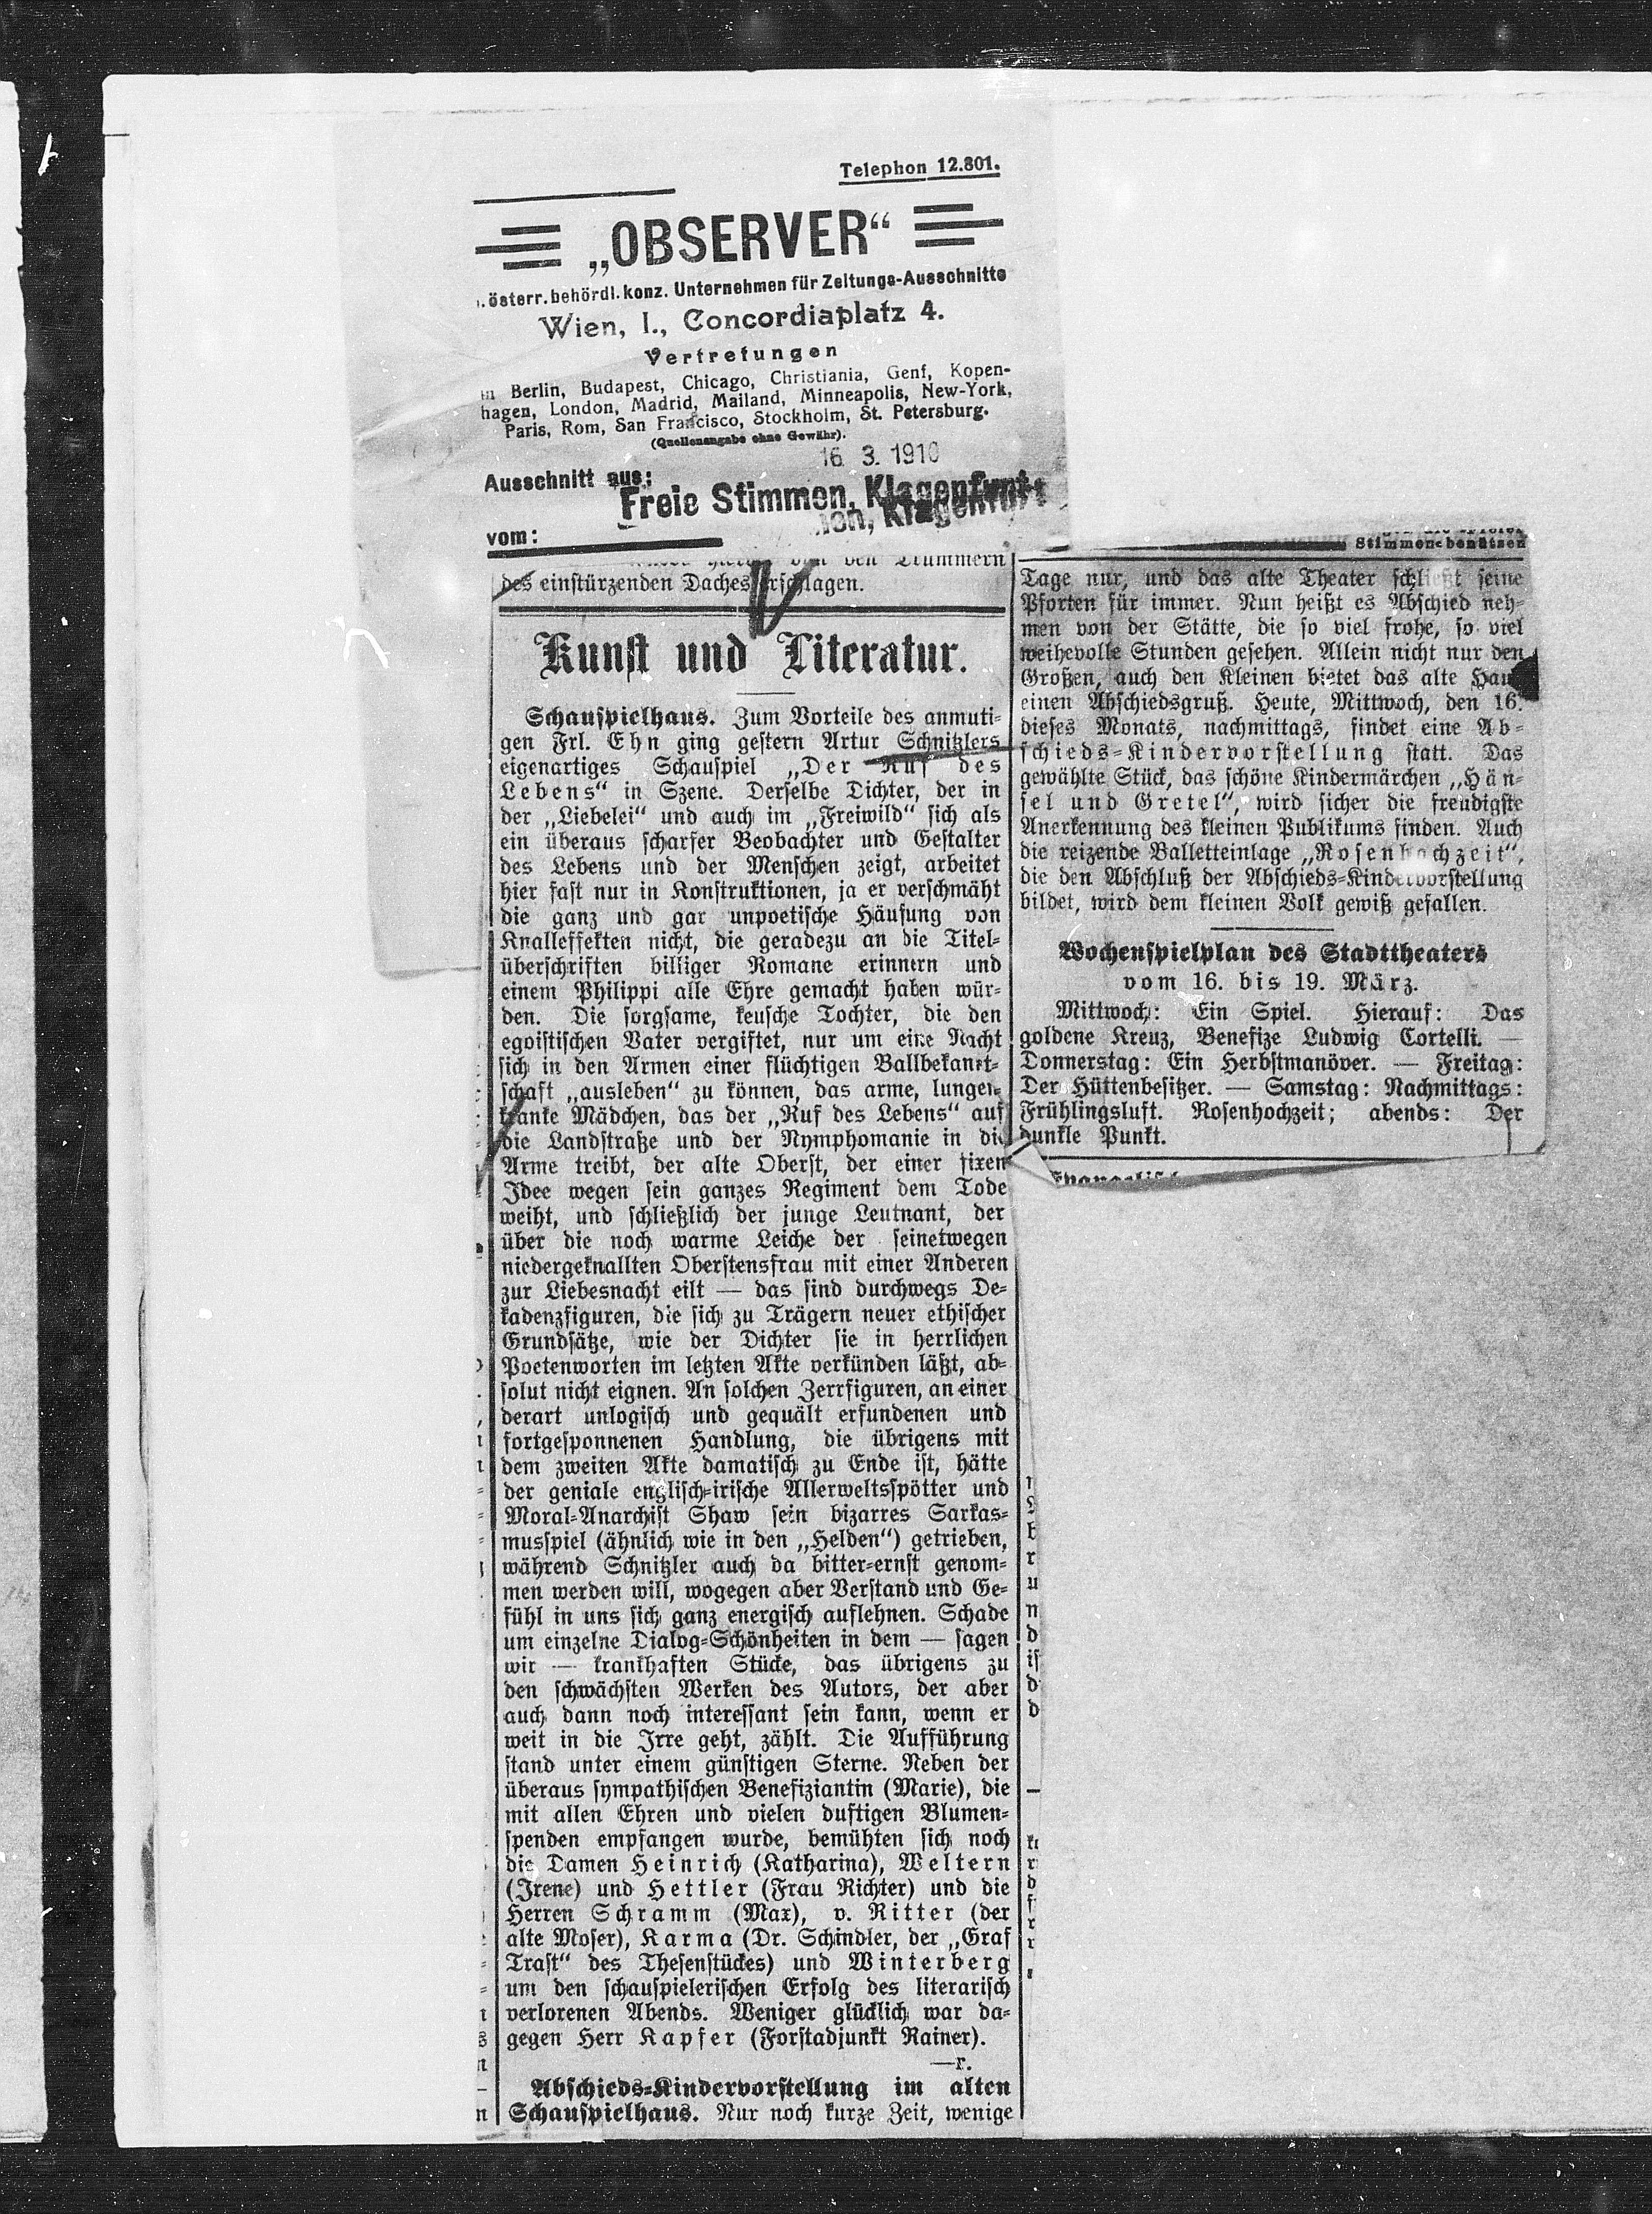 Telephon 12.801.
„OBSERVER“
österr. behördl. konz. Unternehmen für Zeitungs-Ausschnitte
Wien, I., Concordiaplatz 4.
Vertretungen
in Berlin, Budapest, Chicago, Christiania, Genf, Kopen-
hagen, London, Madrid, Mailand, Minneapolis, New-York,
Paris, Rom, San Francisco, Stockholm, St. Petersburg.
(Quellenangabe ohne Gewähr).
16. 3. 1910
Ausschnitt aus:
Freie Stimmen, Klagenfurt
vom:
den Trümmern
des einstürzenden Daches erschlagen.
Kunst und Literatur.
Schauspielhaus. Zum Vorteile des anmuti-
gen Frl. Ehn ging gestern Artur Schnitzlers
eigenartiges Schauspiel „Der Ruf des
Lebens“ in Szene. Derselbe Dichter, der in
der „Liebelei“ und auch im „Freiwild“ sich als
ein überaus scharfer Beobachter und Gestalter
des Lebens und der Menschen zeigt, arbeitet
hier fast nur in Konstruktionen, ja er verschmäht
die ganz und gar unpoetische Häufung von
Knalleffekten nicht, die geradezu an die Titel-
überschriften billiger Romane erinnern und
einem Philippi alle Ehre gemacht haben wür-
den. Die sorgsame, keusche Tochter, die den
egoistischen Vater vergiftet, nur um eine Nacht
sich in den Armen einer flüchtigen Ballbekannt-
schaft „ausleben“ zu können, das arme, lungen-
kranke Mädchen, das der „Ruf des Lebens“ auf
die Landstraße und der Nymphomanie in die
Arme treibt, der alte Oberst, der einer fixen
Idee wegen sein ganzes Regiment dem Tode
weiht, und schließlich der junge Leutnant, der
über die noch warme Leiche der seinetwegen
niedergeknallten Oberstensfrau mit einer Anderen
zur Liebesnacht eilt — das sind durchwegs De-
kadenzfiguren, die sich zu Trägern neuer ethischer
Grundsätze, wie der Dichter sie in herrlichen
Poetenworten im letzten Akte verkünden läßt, ab-
solut nicht eignen. An solchen Zerrfiguren, an einer
derart unlogisch und gequält erfundenen und
fortgesponnenen Handlung, die übrigens mit
dem zweiten Akte damatisch zu Ende ist, hätte
der geniale englisch-irische Allerweltsspötter und
Moral-Anarchist Shaw sein bizarres Sarkas-
musspiel (ähnlich wie in den „Helden“) getrieben,
während Schnitzler auch da bitter-ernst genom-
men werden will, wogegen aber Verstand und Ge-
fühl in uns sich ganz energisch auflehnen. Schade
um einzelne Dialog-Schönheiten in dem — sagen
wir — krankhaften Stücke, das übrigens zu
den schwächsten Werken des Autors, der aber
auch dann noch interessant sein kann, wenn er
weit in die Irre geht, zählt. Die Aufführung
stand unter einem günstigen Sterne. Neben der
überaus sympathischen Benefiziantin (Marie), die
mit allen Ehren und vielen duftigen Blumen-
spenden empfangen wurde, bemühten sich noch
die Damen Heinrich (Katharina), Weltern
(Irene) und Hettler (Frau Richter) und die
Herren Schramm (Max), v. Ritter (der
alte Moser), Karma (Dr. Schindler, der „Graf
Trast“ des Thesenstückes) und Winterberg
um den schauspielerischen Erfolg des literarisch
verlorenen Abends. Weniger glücklich war da-
gegen Herr Kapfer (Forstadjunkt Rainer).
—r.
Abschieds-Kindervorstellung im alten
Schauspielhaus. Nur noch kurze Zeit, wenige
Stimmen benützen
Tage nur, und das alte Theater schließt seine
Pforten für immer. Nun heißt es Abschied neh-
men von der Stätte, die so viel frohe, so viel
weihevolle Stunden gesehen. Allein nicht nur den
Großen, auch den Kleinen bietet das alte Haus
einen Abschiedsgruß. Heute, Mittwoch, den 16.
dieses Monats, nachmittags, findet eine Ab-
schieds-Kindervorstellung statt. Das
gewählte Stück, das schöne Kindermärchen „Hän-
sel und Gretel“, wird sicher die freudigste
Anerkennung des kleinen Publikums finden. Auch
die reizende Balletteinlage „Rosenhochzeit“,
die den Abschluß der Abschieds-Kindervorstellung
bildet, wird dem kleinen Volk gewiß gefallen.
Wochenspielplan des Stadttheaters
vom 16. bis 19. März.
Mittwoch: Ein Spiel. Hierauf: Das
goldene Kreuz, Benefize Ludwig Cortelli. —
Donnerstag: Ein Herbstmanöver. — Freitag:
Der Hüttenbesitzer. — Samstag: Nachmittags:
Frühlingsluft. Rosenhochzeit; abends: Der
dunkle Punkt.